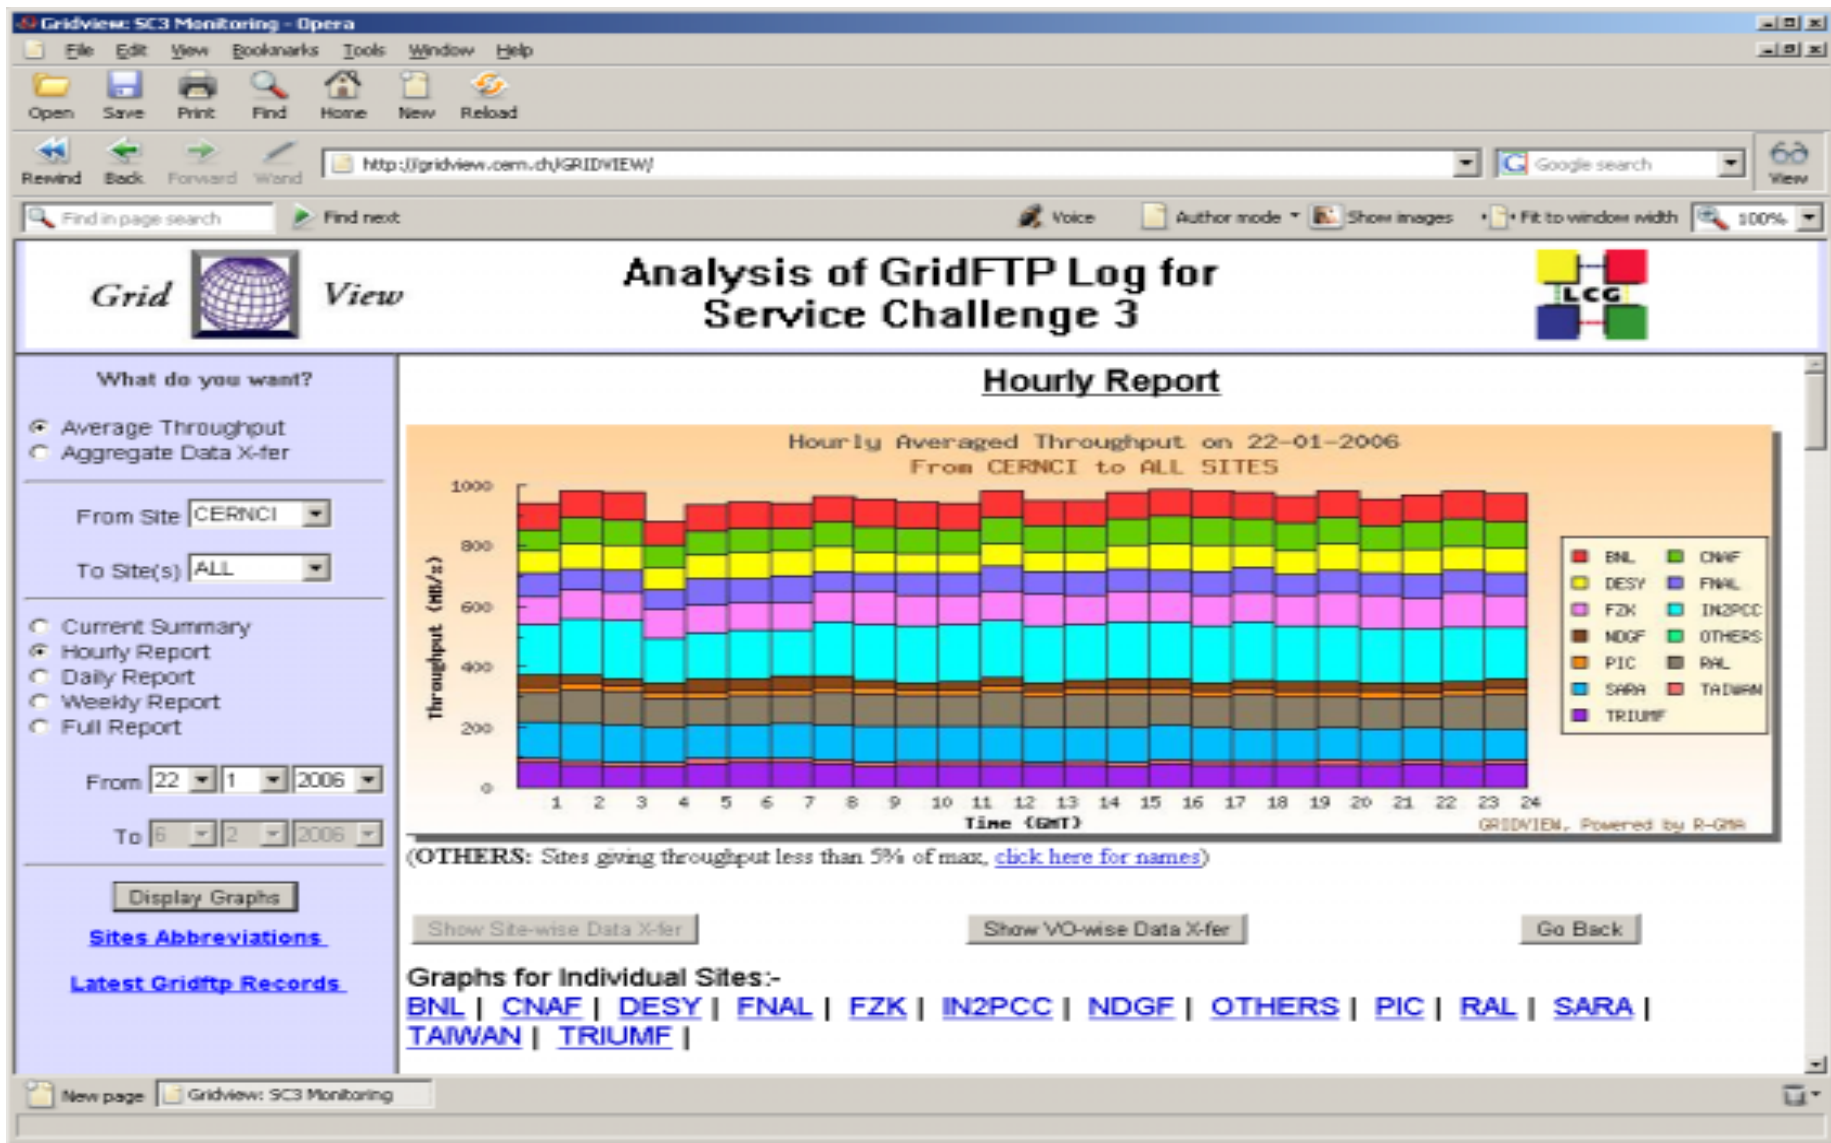 Gridview: SC3 Monitoring - Opera
File Edit View Bookmarks Tools Window Help
Open Save Print Find Home New Reload
Rewind Back Forward Wand http://gridview.cern.ch/GRIDVIEW/ Google search View
Find in page search Find next Voice Author mode Show images Fit to window width 100%
Grid View
Analysis of GridFTP Log for
Service Challenge 3
LCG
What do you want?
Average Throughput
Aggregate Data X-fer
From Site CERNCI
To Site(s) ALL
Current Summary
Hourly Report
Daily Report
Weekly Report
Full Report
From 22 1 2006
To 6 2 2006
Display Graphs
Sites Abbreviations
Latest Gridftp Records
Hourly Report
Hourly Averaged Throughput on 22-01-2006
From CERNCI to ALL SITES
Throughput (MB/s)
1000
800
600
400
200
0
1 2 3 4 5 6 7 8 9 10 11 12 13 14 15 16 17 18 19 20 21 22 23 24
Time (GMT)
GRIDVIEW, Powered by R-GMA
BNL CNAF
DESY FNAL
FZK IN2PCC
NDGF OTHERS
PIC RAL
SARA TAIWAN
TRIUMF
(OTHERS: Sites giving throughput less than 5% of max, click here for names)
Show Site-wise Data X-fer Show VO-wise Data X-fer Go Back
Graphs for Individual Sites:-
BNL | CNAF | DESY | FNAL | FZK | IN2PCC | NDGF | OTHERS | PIC | RAL | SARA |
TAIWAN | TRIUMF |
New page Gridview: SC3 Monitoring